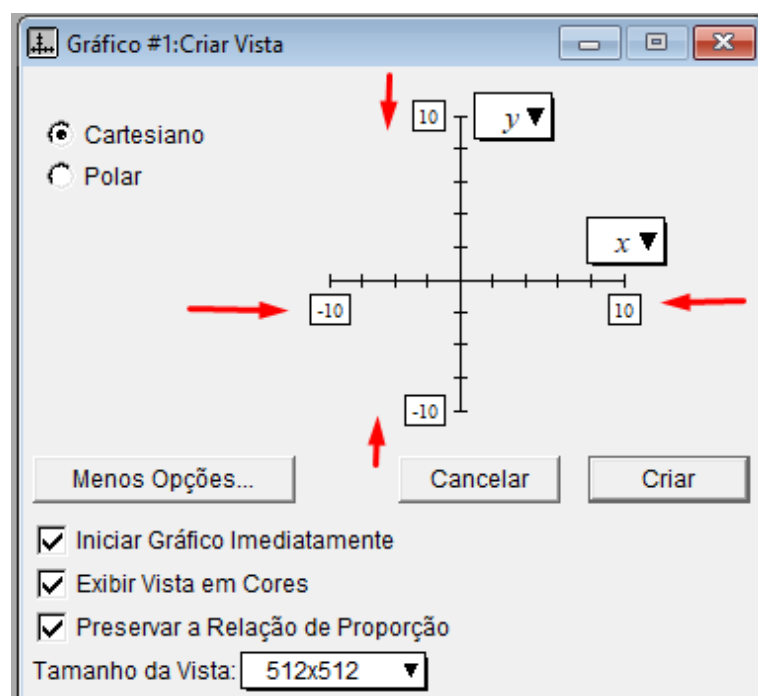 Gráfico #1:Criar Vista
Cartesiano
Polar
10
y
x
-10
10
-10
Menos Opções...
Cancelar
Criar
Iniciar Gráfico Imediatamente
Exibir Vista em Cores
Preservar a Relação de Proporção
Tamanho da Vista: 512x512